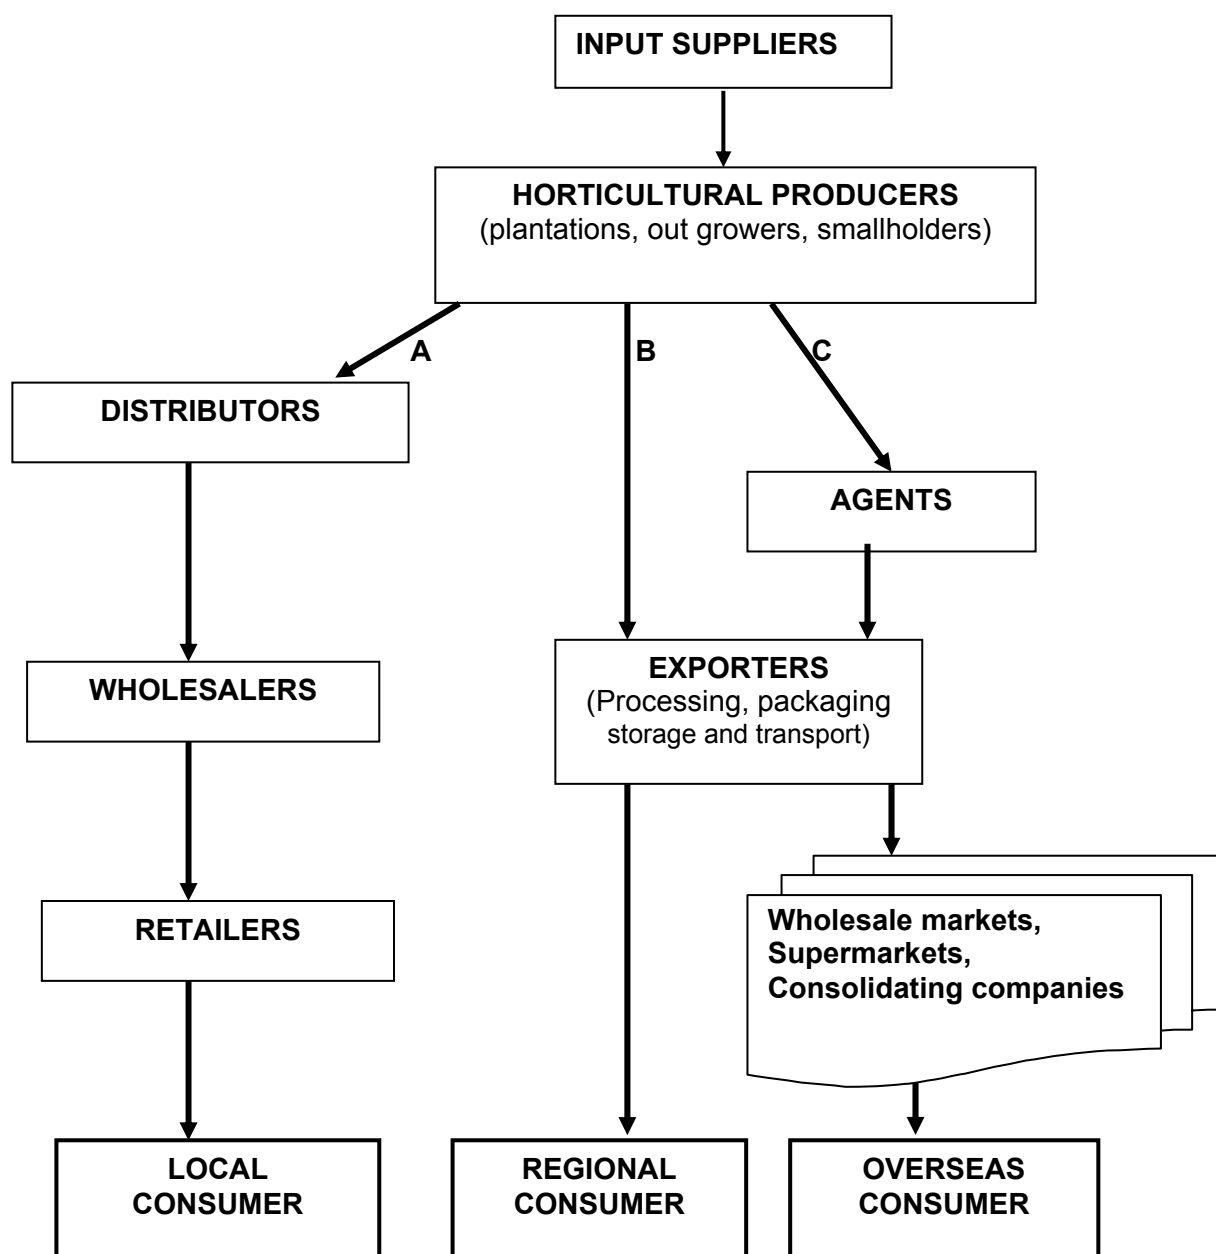 INPUT SUPPLIERS
HORTICULTURAL PRODUCERS
(plantations, out growers, smallholders)
A
B
C
DISTRIBUTORS
AGENTS
WHOLESALERS
EXPORTERS
(Processing, packaging
storage and transport)
RETAILERS
Wholesale markets,
Supermarkets,
Consolidating companies
LOCAL
CONSUMER
REGIONAL
CONSUMER
OVERSEAS
CONSUMER